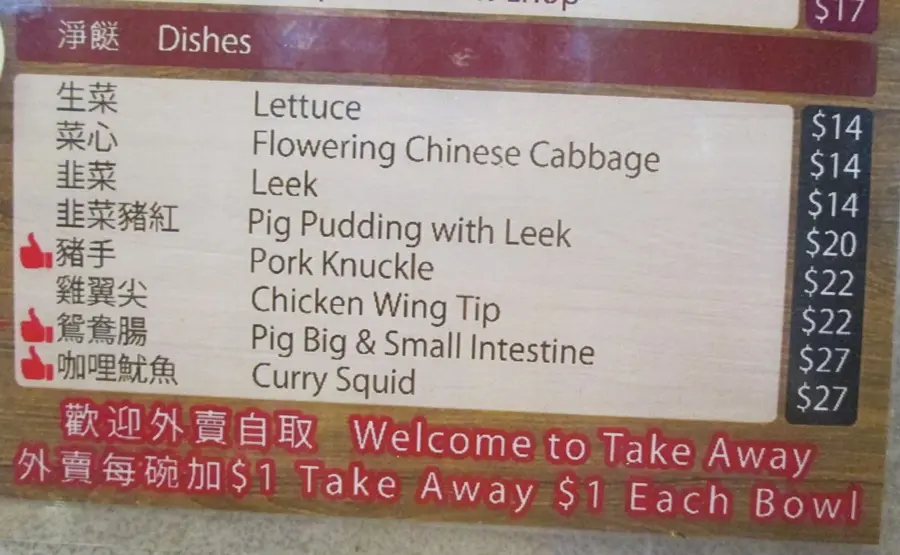 $17
淨餸 Dishes
生菜 Lettuce $14
菜心 Flowering Chinese Cabbage $14
韭菜 Leek $14
韭菜豬紅 Pig Pudding with Leek $20
豬手 Pork Knuckle $22
雞翼尖 Chicken Wing Tip $22
鴛鴦腸 Pig Big & Small Intestine $27
咖哩魷魚 Curry Squid $27
歡迎外賣自取 Welcome to Take Away
外賣每碗加$1 Take Away $1 Each Bowl